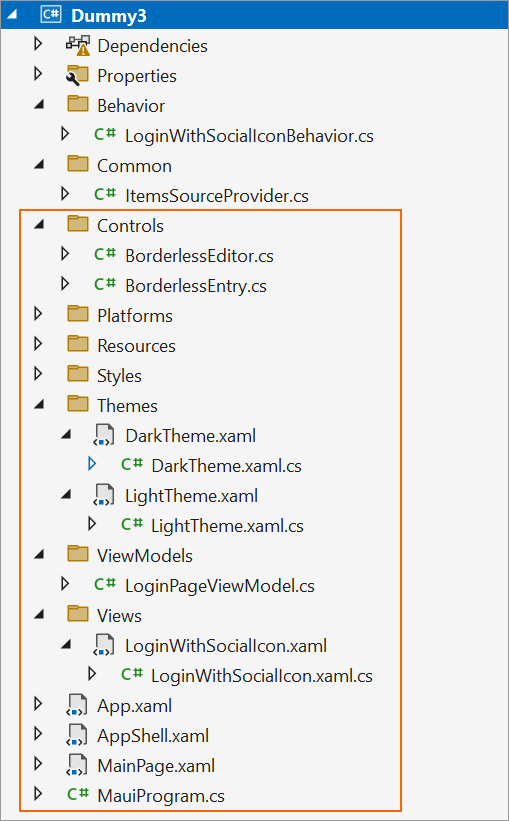 C# Dummy3
Dependencies
Properties
Behavior
C# LoginWithSocialIconBehavior.cs
Common
C# ItemsSourceProvider.cs
Controls
C# BorderlessEditor.cs
C# BorderlessEntry.cs
Platforms
Resources
Styles
Themes
DarkTheme.xaml
C# DarkTheme.xaml.cs
LightTheme.xaml
C# LightTheme.xaml.cs
ViewModels
C# LoginPageViewModel.cs
Views
LoginWithSocialIcon.xaml
C# LoginWithSocialIcon.xaml.cs
App.xaml
AppShell.xaml
MainPage.xaml
C# MauiProgram.cs